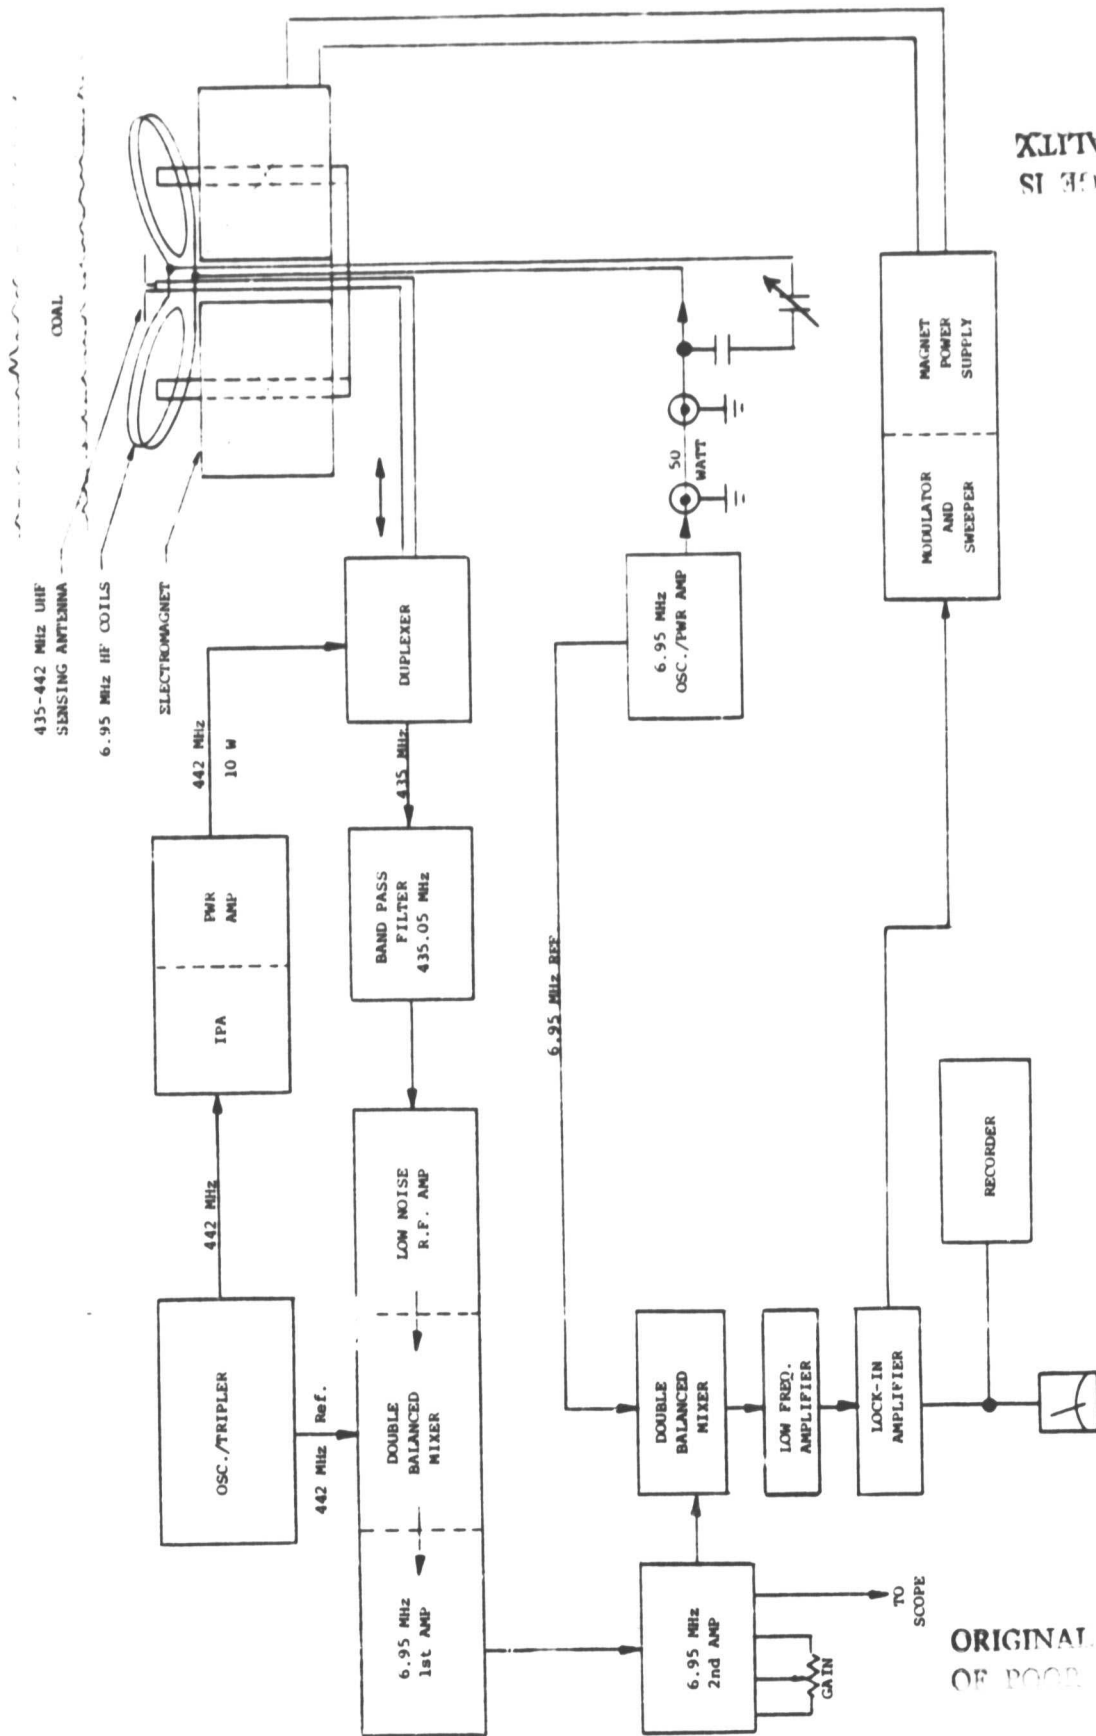 435-442 MHz UHF
SENSING ANTENNA
6.95 MHz HF COILS
ELECTROMAGNET
COAL
OSC./TRIPLER
442 MHz
IPA
PWR
AMP
442 MHz
10 W
442 MHz Ref.
6.95 MHz
1st AMP
DOUBLE
BALANCED
MIXER
LOW NOISE
R.F. AMP
BAND PASS
FILTER
435.05 MHz
435 MHz
DUPLEXER
6.95 MHz REF
6.95 MHz
OSC./PWR AMP
50
WATT
6.95 MHz
2nd AMP
GAIN
TO
SCOPE
DOUBLE
BALANCED
MIXER
LOW FREQ.
AMPLIFIER
LOCK-IN
AMPLIFIER
RECORDER
MODULATOR
AND
SWEEPER
MAGNET
POWER
SUPPLY
ORIGINAL
OF POOR
IS